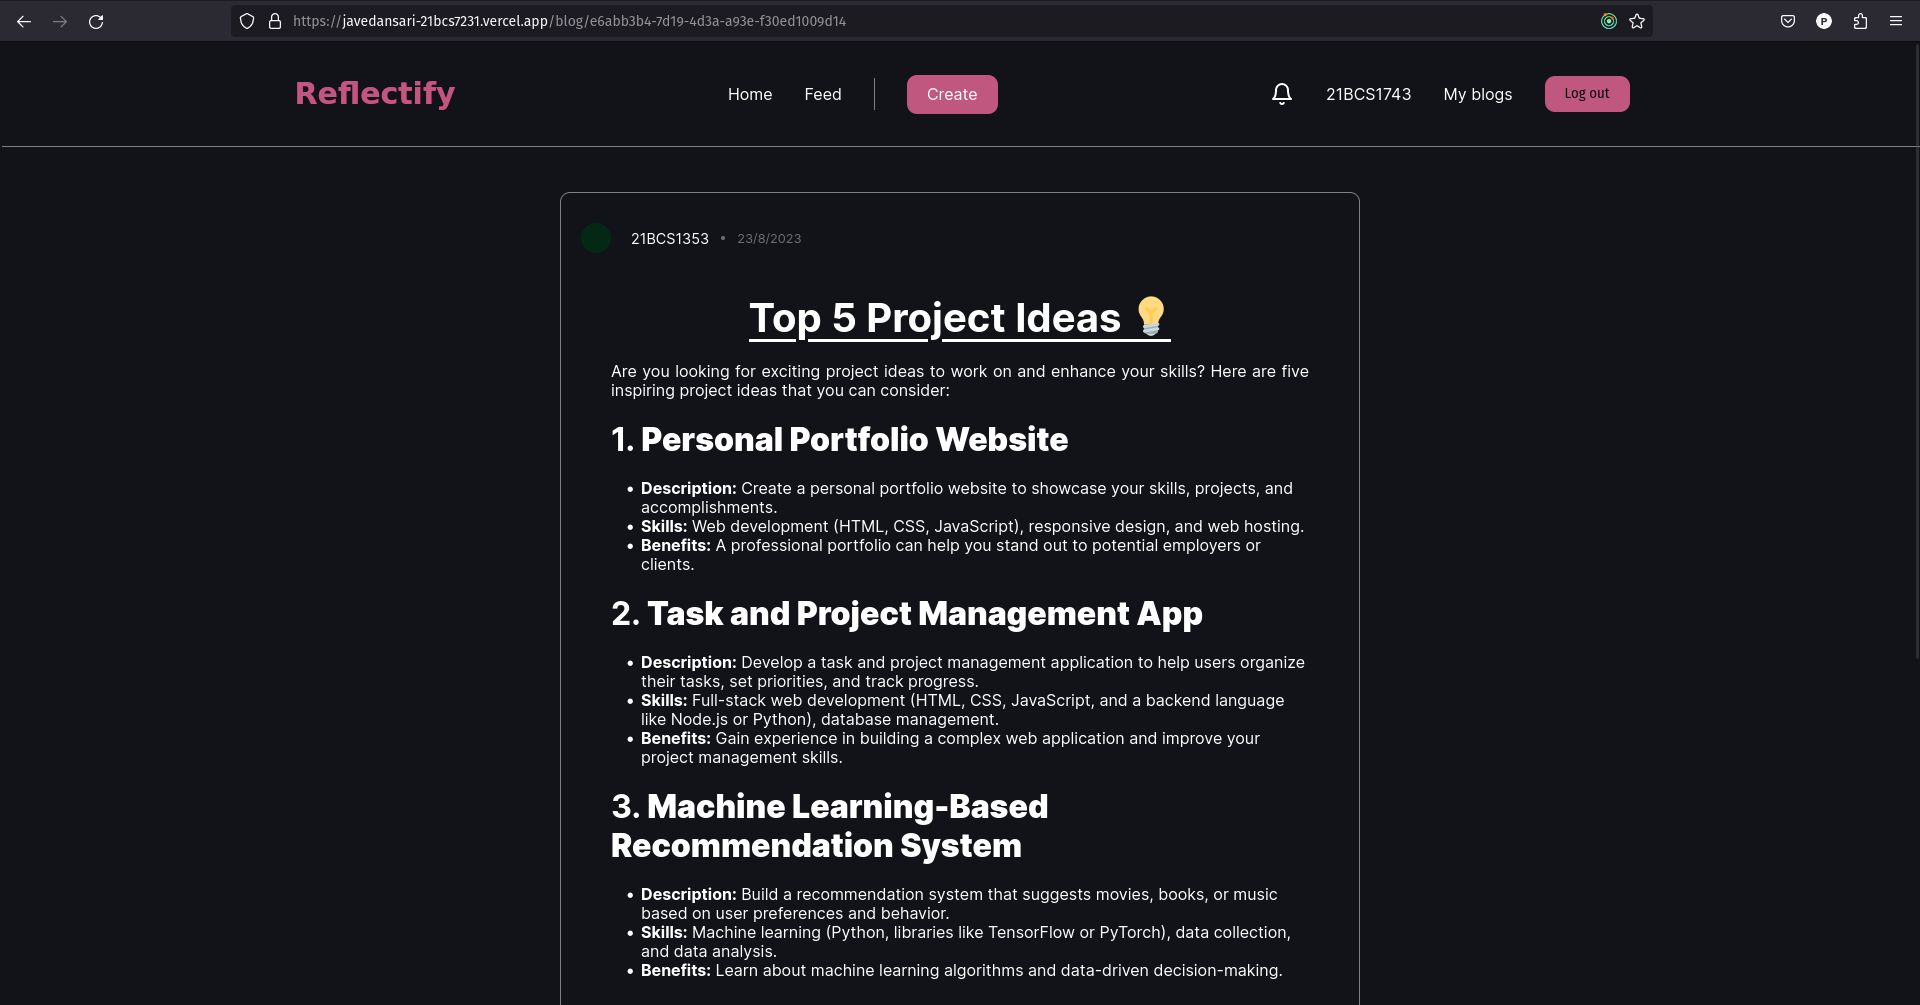 https://javedansari-21bcs7231.vercel.app/blog/e6abb3b4-7d19-4d3a-a93e-f30ed1009d14
P
Reflectify
Home Feed Create 21BCS1743 My blogs Log out
21BCS1353 • 23/8/2023
Top 5 Project Ideas 💡
Are you looking for exciting project ideas to work on and enhance your skills? Here are five
inspiring project ideas that you can consider:
1. Personal Portfolio Website
• Description: Create a personal portfolio website to showcase your skills, projects, and
accomplishments.
• Skills: Web development (HTML, CSS, JavaScript), responsive design, and web hosting.
• Benefits: A professional portfolio can help you stand out to potential employers or
clients.
2. Task and Project Management App
• Description: Develop a task and project management application to help users organize
their tasks, set priorities, and track progress.
• Skills: Full-stack web development (HTML, CSS, JavaScript, and a backend language
like Node.js or Python), database management.
• Benefits: Gain experience in building a complex web application and improve your
project management skills.
3. Machine Learning-Based
Recommendation System
• Description: Build a recommendation system that suggests movies, books, or music
based on user preferences and behavior.
• Skills: Machine learning (Python, libraries like TensorFlow or PyTorch), data collection,
and data analysis.
• Benefits: Learn about machine learning algorithms and data-driven decision-making.